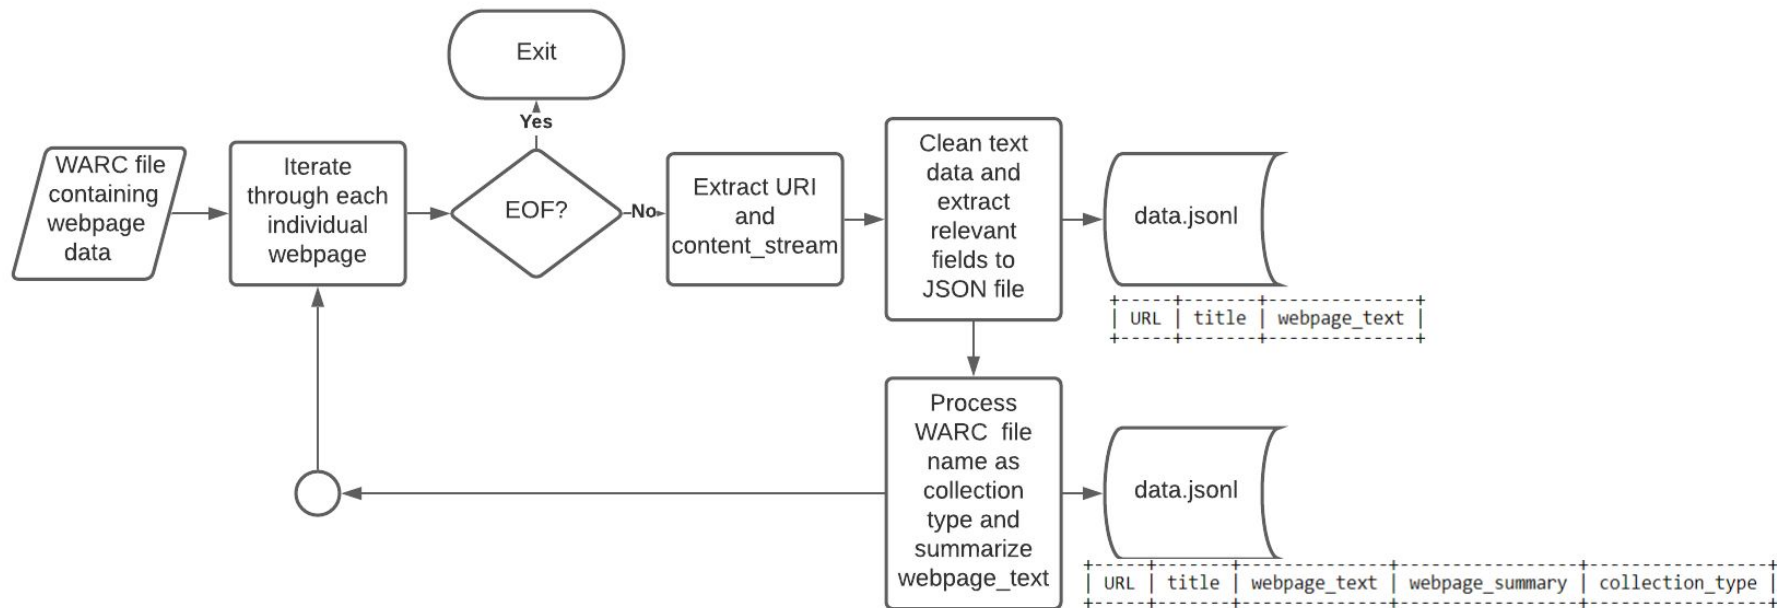 Exit
Yes
WARC file
containing
webpage
data
Iterate
through each
individual
webpage
EOF?
No
Extract URI
and
content_stream
Clean text
data and
extract
relevant
fields to
JSON file
data.jsonl
+-----+-------+--------------+
| URL | title | webpage_text |
+-----+-------+--------------+
Process
WARC file
name as
collection
type and
summarize
webpage_text
data.jsonl
+-----+-------+--------------+-----------------+-----------------+
| URL | title | webpage_text | webpage_summary | collection_type |
+-----+-------+--------------+-----------------+-----------------+